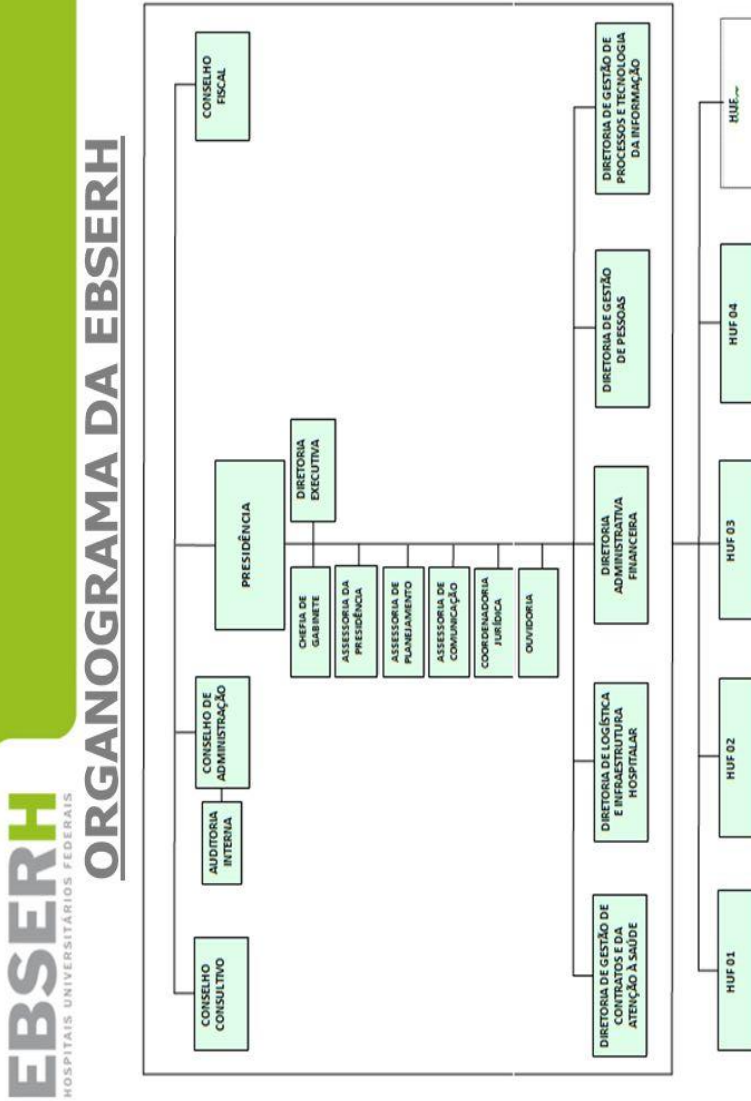 EBSERH
HOSPITAIS UNIVERSITÁRIOS FEDERAIS
ORGANOGRAMA DA EBSERH
CONSELHO
CONSULTIVO
AUDITORIA
INTERNA
CONSELHO DE
ADMINISTRAÇÃO
PRESIDÊNCIA
CONSELHO
FISCAL
CHEFIA DE
GABINETE
DIRETORIA
EXECUTIVA
ASSESSORIA DA
PRESIDÊNCIA
ASSESSORIA DE
PLANEJAMENTO
ASSESSORIA DE
COMUNICAÇÃO
COORDENADORIA
JURÍDICA
OUVIDORIA
DIRETORIA DE GESTÃO DE
CONTRATOS E DA
ATENÇÃO À SAÚDE
DIRETORIA DE LOGÍSTICA
E INFRAESTRUTURA
HOSPITALAR
DIRETORIA
ADMINISTRATIVA
FINANCEIRA
DIRETORIA DE GESTÃO
DE PESSOAS
DIRETORIA DE GESTÃO DE
PROCESSOS E TECNOLOGIA
DA INFORMAÇÃO
HUF 01
HUF 02
HUF 03
HUF 04
HUF